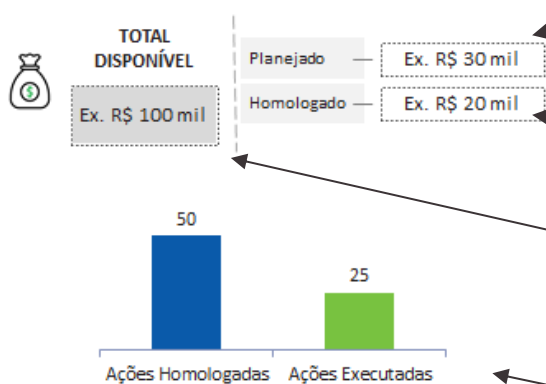 TOTAL
DISPONÍVEL
Ex. R$ 100 mil
Planejado
Ex. R$ 30 mil
Homologado
Ex. R$ 20 mil
50
25
Ações Homologadas
Ações Executadas